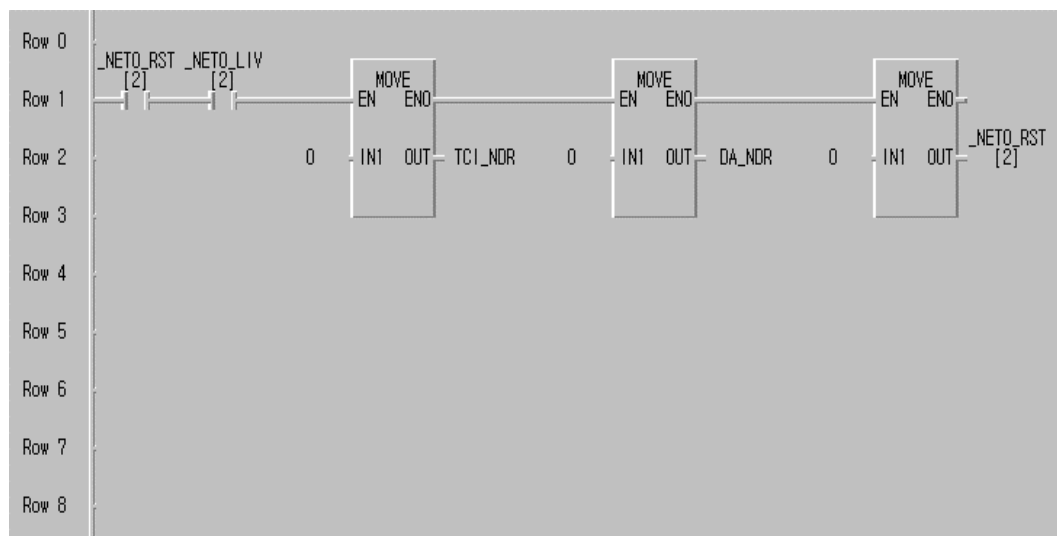 Row 0
_NET0_RST _NET0_LIV
[2] [2]
MOVE MOVE MOVE
Row 1 EN ENO EN ENO EN ENO
_NET0_RST
Row 2 0 IN1 OUT TCI_NDR 0 IN1 OUT DA_NDR 0 IN1 OUT [2]
Row 3
Row 4
Row 5
Row 6
Row 7
Row 8